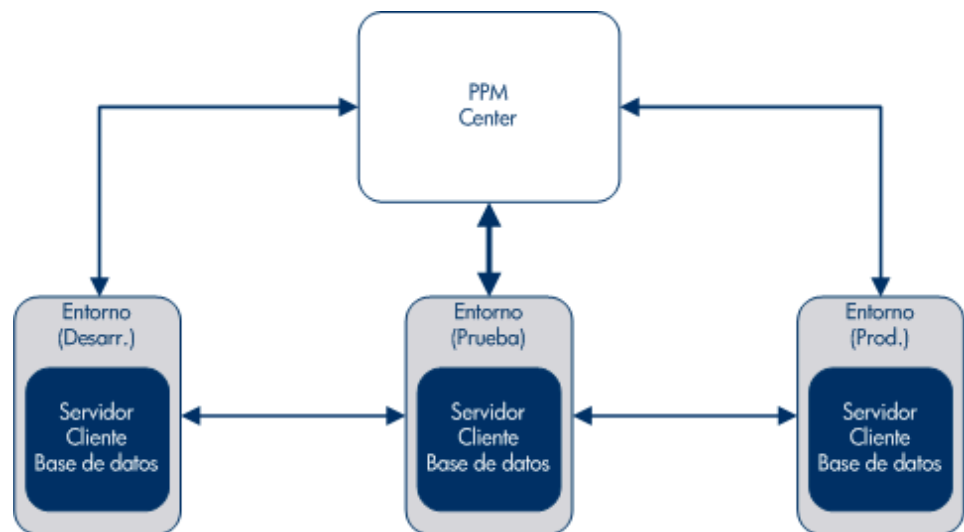 PPM
Center
Entorno
(Desarr.)
Servidor
Cliente
Base de datos
Entorno
(Prueba)
Servidor
Cliente
Base de datos
Entorno
(Prod.)
Servidor
Cliente
Base de datos